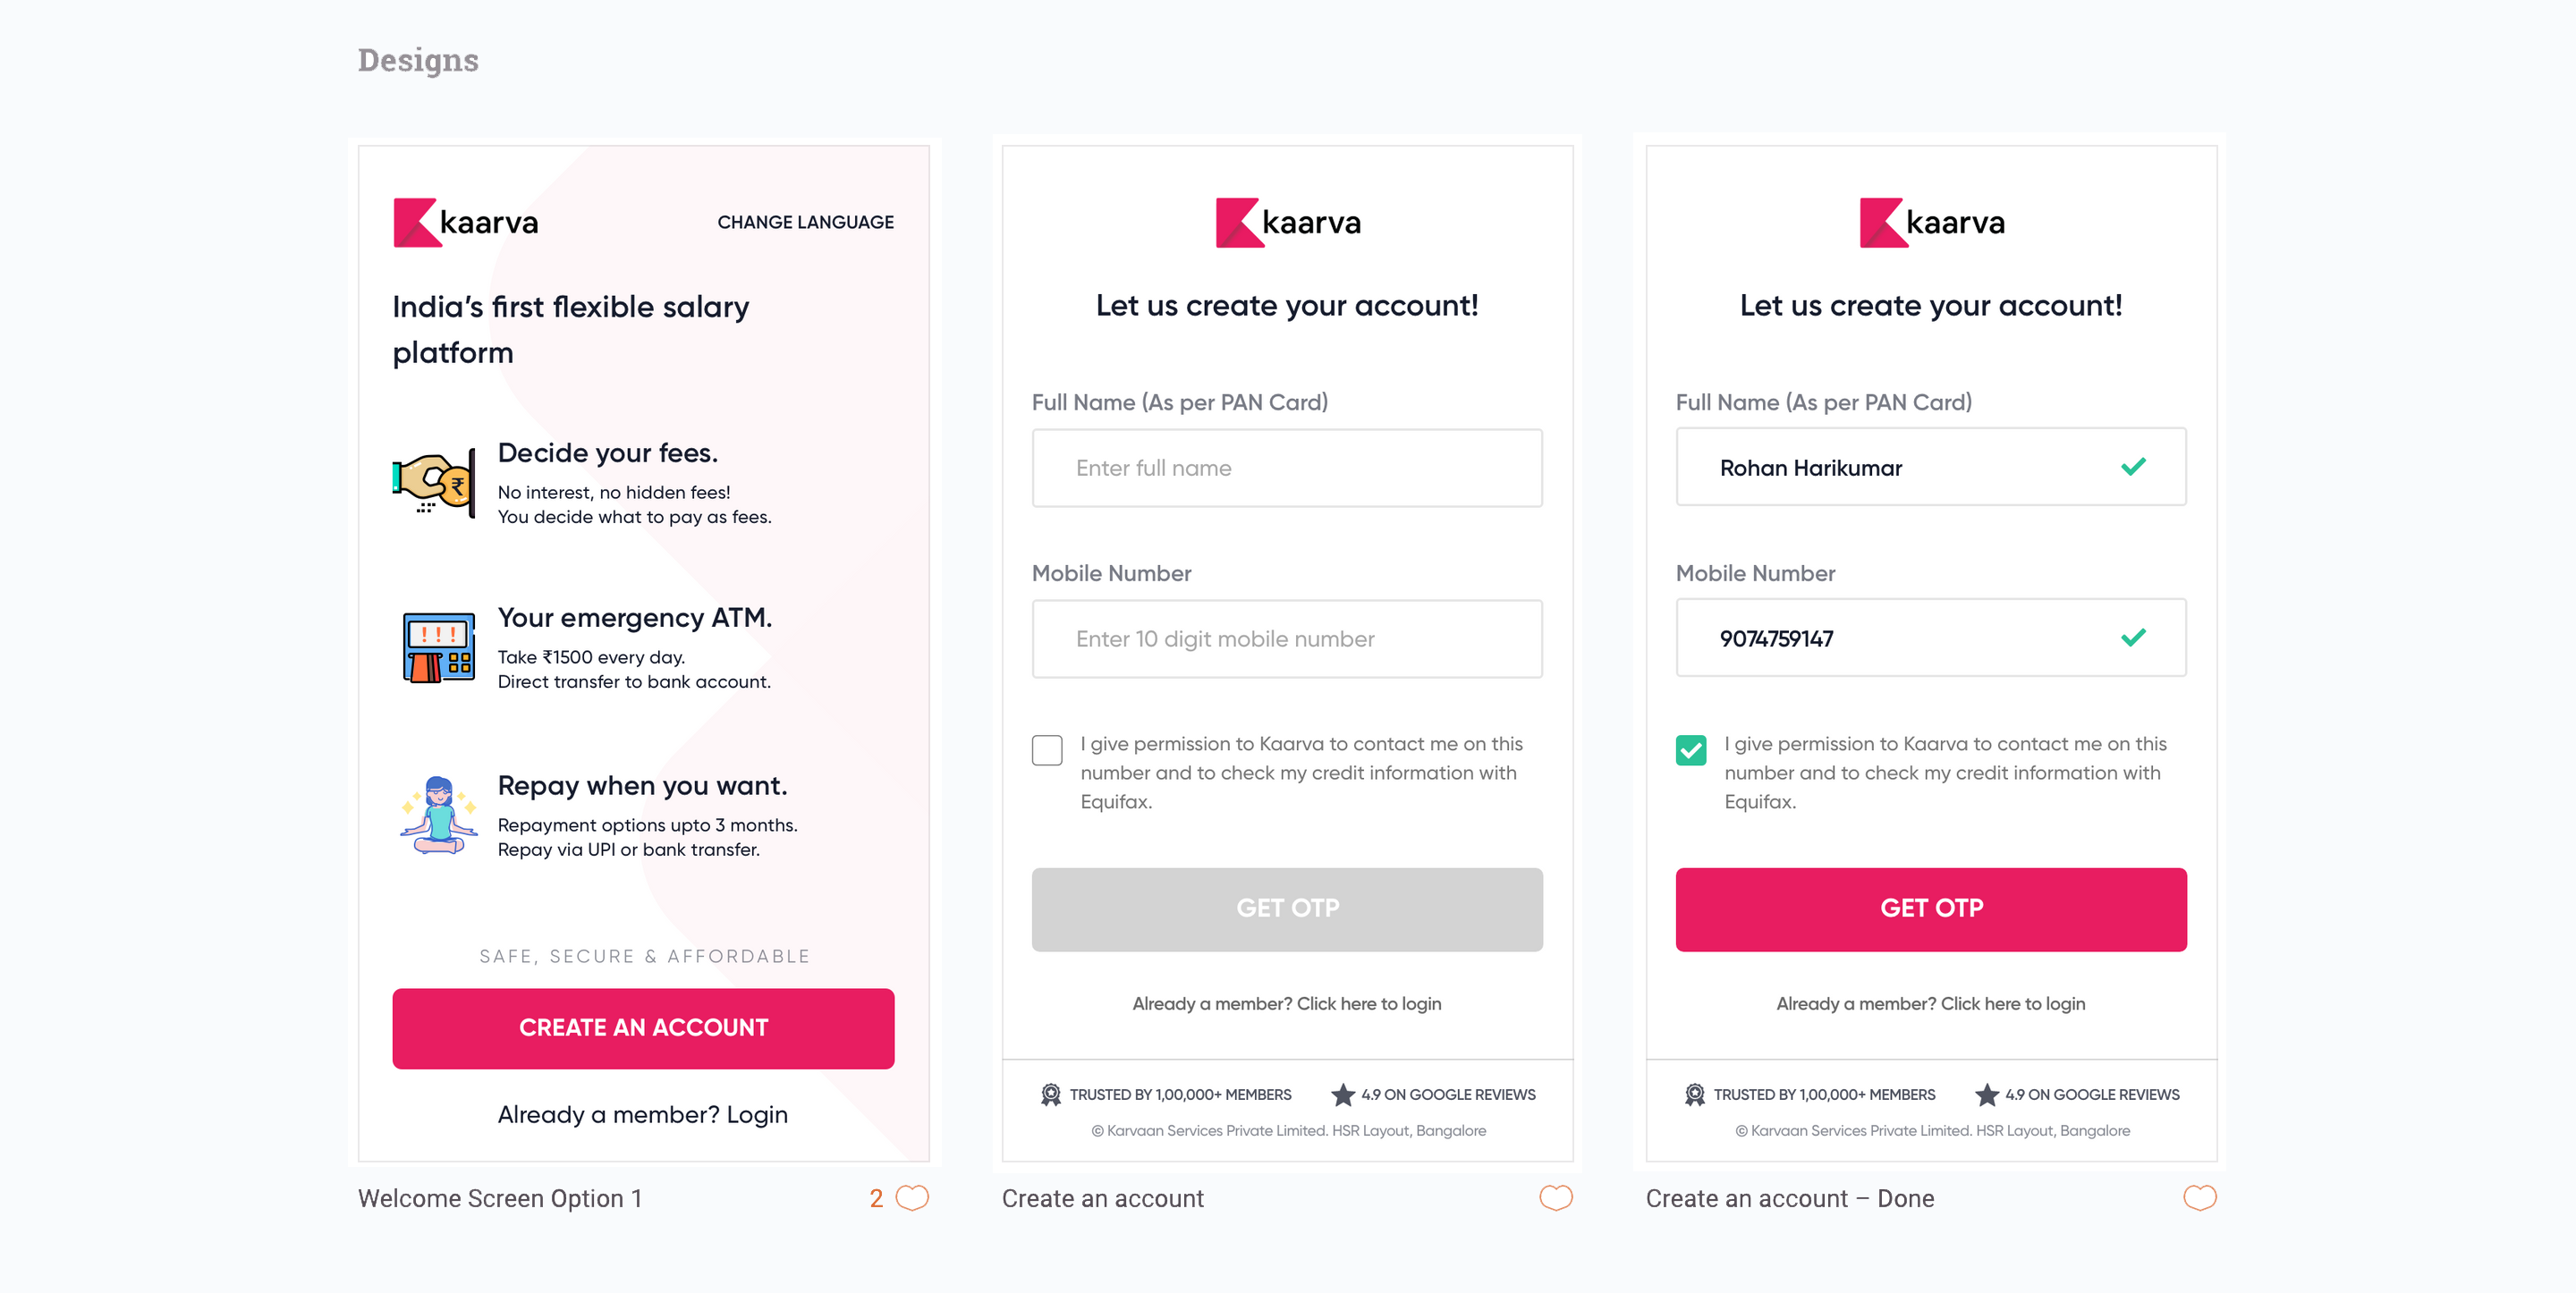 Designs
kaarva
CHANGE LANGUAGE
India's first flexible salary
platform
Decide your fees.
No interest, no hidden fees!
You decide what to pay as fees.
! ! !
Your emergency ATM.
Take ₹1500 every day.
Direct transfer to bank account.
Repay when you want.
Repayment options upto 3 months.
Repay via UPI or bank transfer.
SAFE, SECURE & AFFORDABLE
CREATE AN ACCOUNT
Already a member? Login
Welcome Screen Option 1
2
kaarva
Let us create your account!
Full Name (As per PAN Card)
Enter full name
Mobile Number
Enter 10 digit mobile number
I give permission to Kaarva to contact me on this
number and to check my credit information with
Equifax.
GET OTP
Already a member? Click here to login
TRUSTED BY 1,00,000+ MEMBERS
4.9 ON GOOGLE REVIEWS
© Karvaan Services Private Limited. HSR Layout, Bangalore
Create an account
kaarva
Let us create your account!
Full Name (As per PAN Card)
Rohan Harikumar
Mobile Number
9074759147
I give permission to Kaarva to contact me on this
number and to check my credit information with
Equifax.
GET OTP
Already a member? Click here to login
TRUSTED BY 1,00,000+ MEMBERS
4.9 ON GOOGLE REVIEWS
© Karvaan Services Private Limited. HSR Layout, Bangalore
Create an account – Done